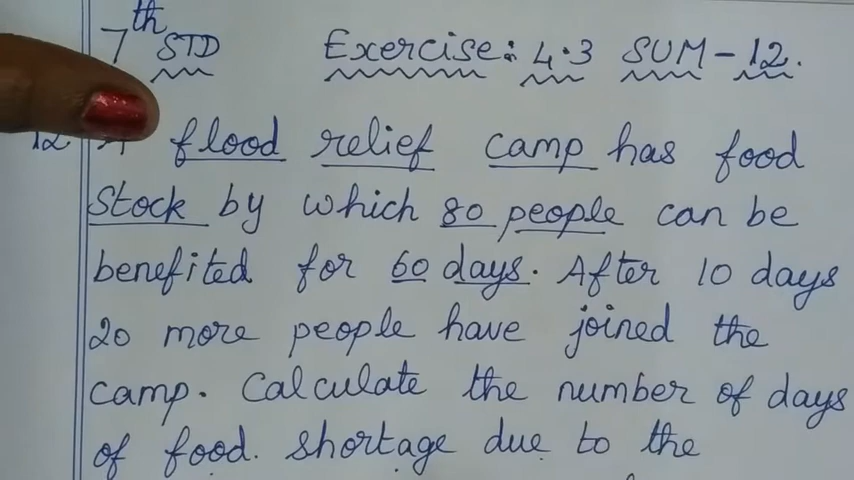 7th STD Exercise: 4.3 SUM-12.
12 A flood relief camp has food
stock by which 80 people can be
benefited for 60 days. After 10 days
20 more people have joined the
camp. Calculate the number of days
of food. shortage due to the